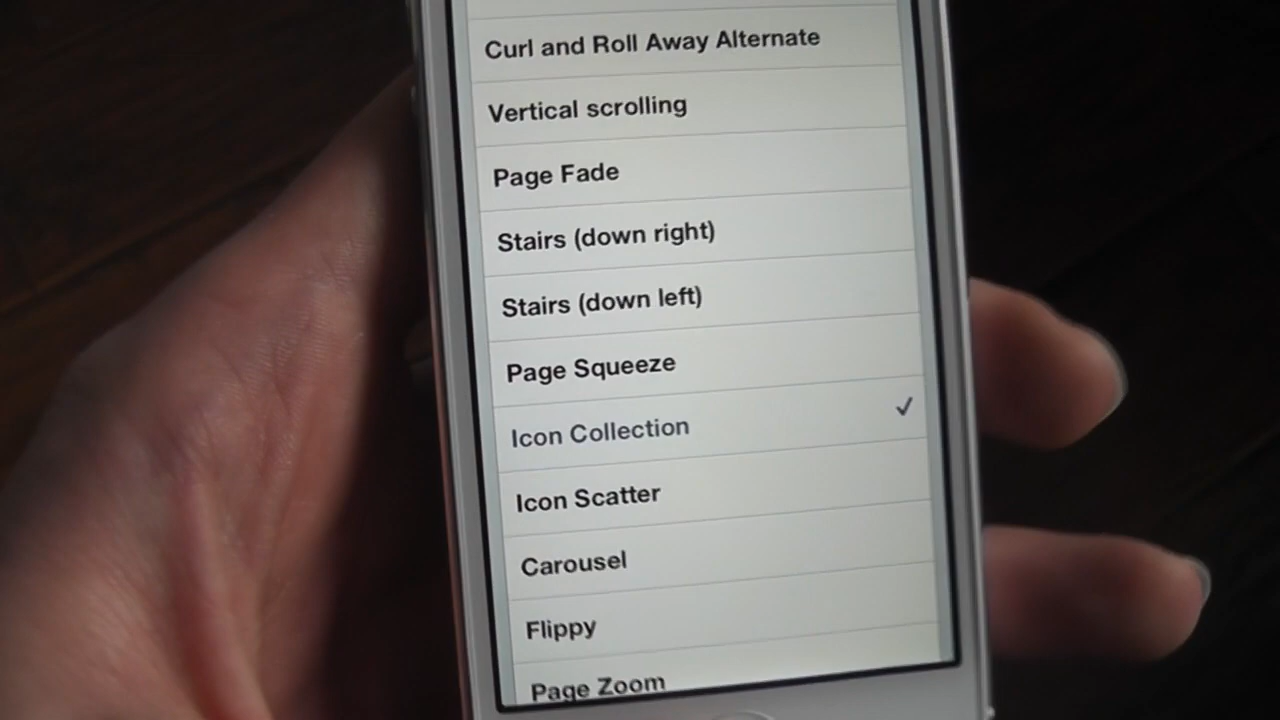 Curl and Roll Away Alternate
Vertical scrolling
Page Fade
Stairs (down right)
Stairs (down left)
Page Squeeze
Icon Collection
Icon Scatter
Carousel
Flippy
Page Zoom